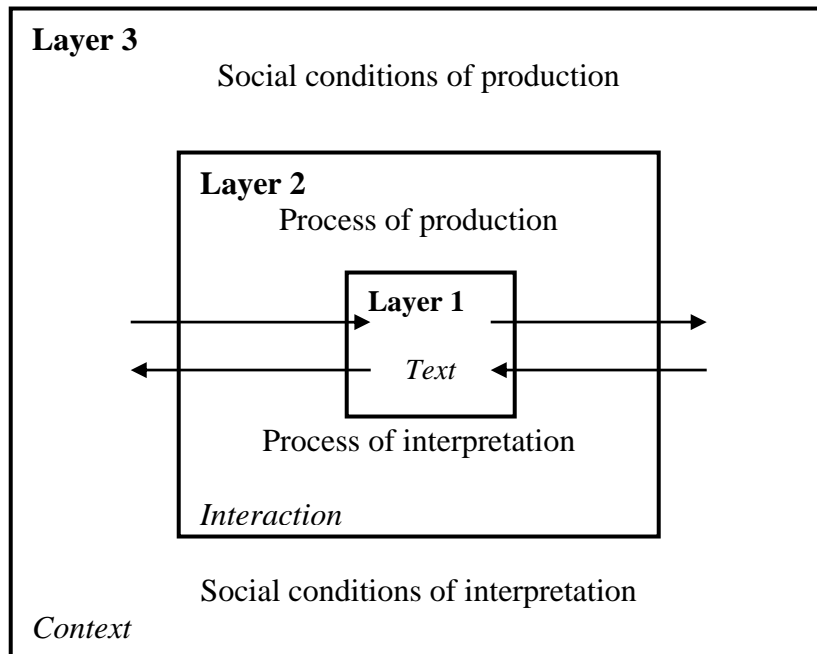 Layer 3
Social conditions of production
Layer 2
Process of production
Layer 1
Text
Process of interpretation
Interaction
Social conditions of interpretation
Context